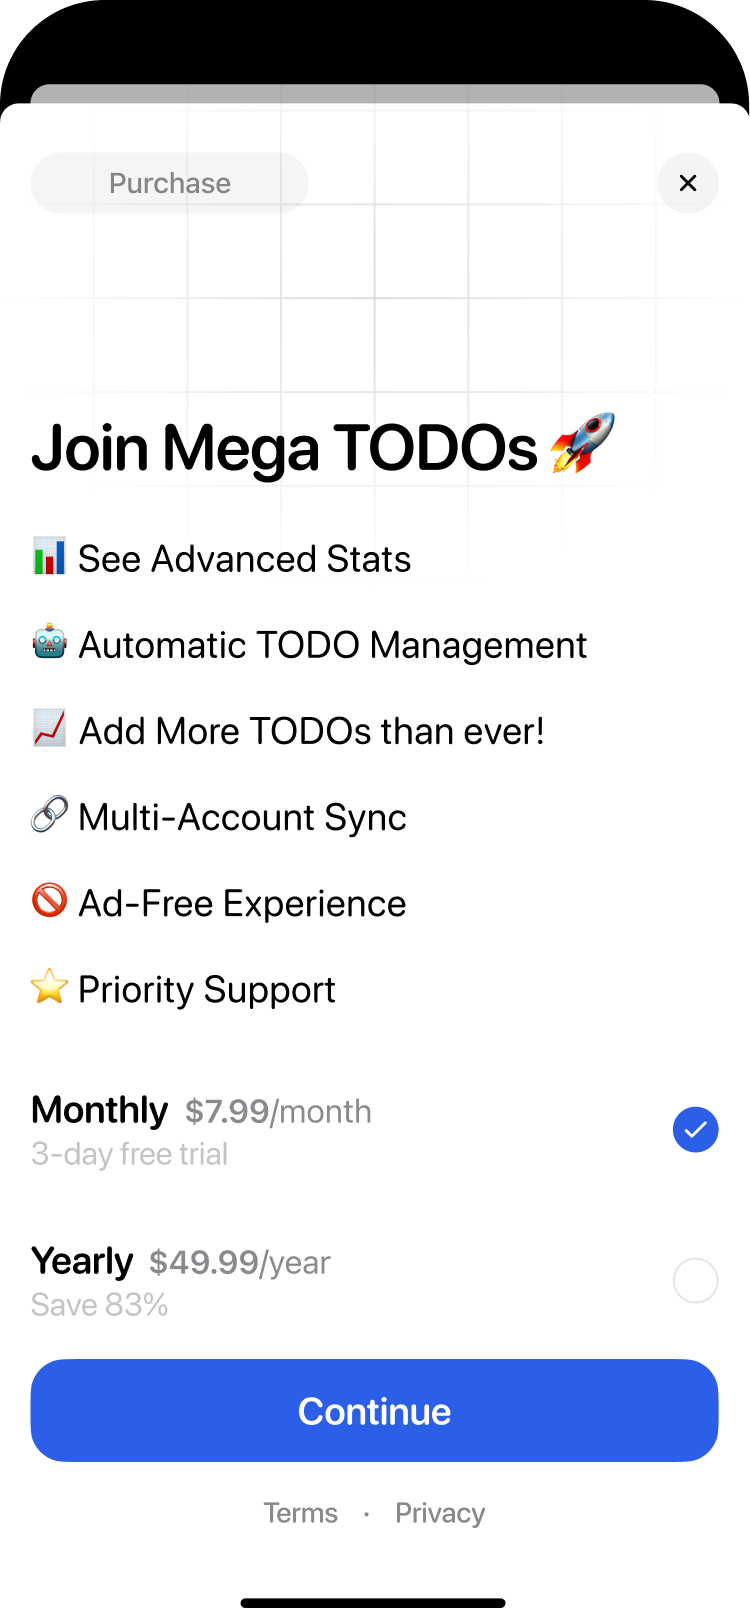 Purchase
Join Mega TODOs 🚀
📊 See Advanced Stats
🤖 Automatic TODO Management
📈 Add More TODOs than ever!
🔗 Multi-Account Sync
🚫 Ad-Free Experience
⭐ Priority Support
Monthly $7.99/month
3-day free trial
Yearly $49.99/year
Save 83%
Continue
Terms · Privacy